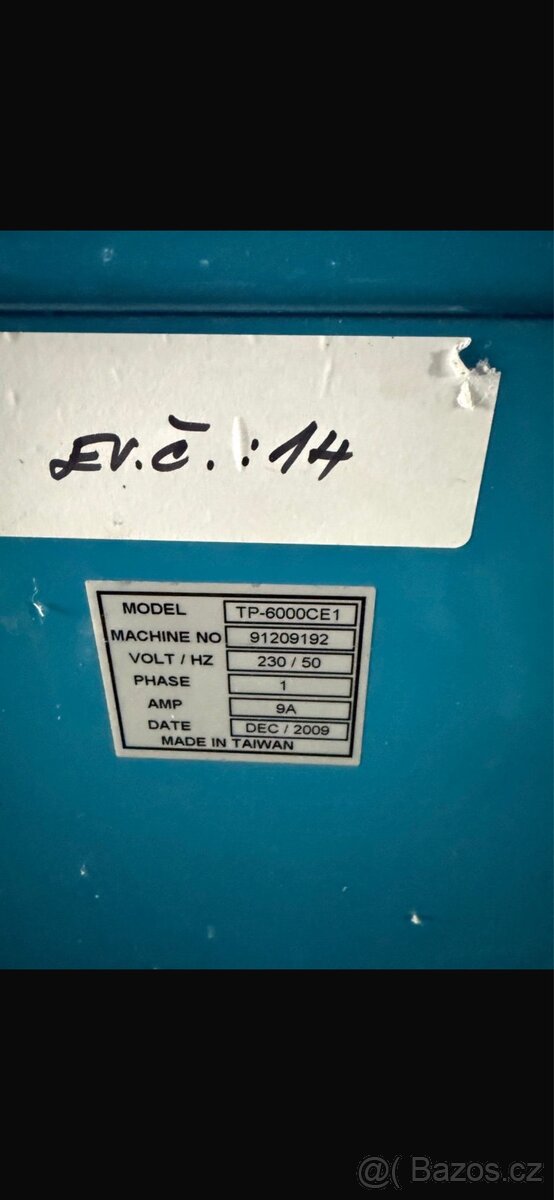 EV.č.:14
MODEL TP-6000CE1
MACHINE NO 91209192
VOLT / HZ 230 / 50
PHASE 1
AMP 9A
DATE DEC / 2009
MADE IN TAIWAN
@( Bazos.cz